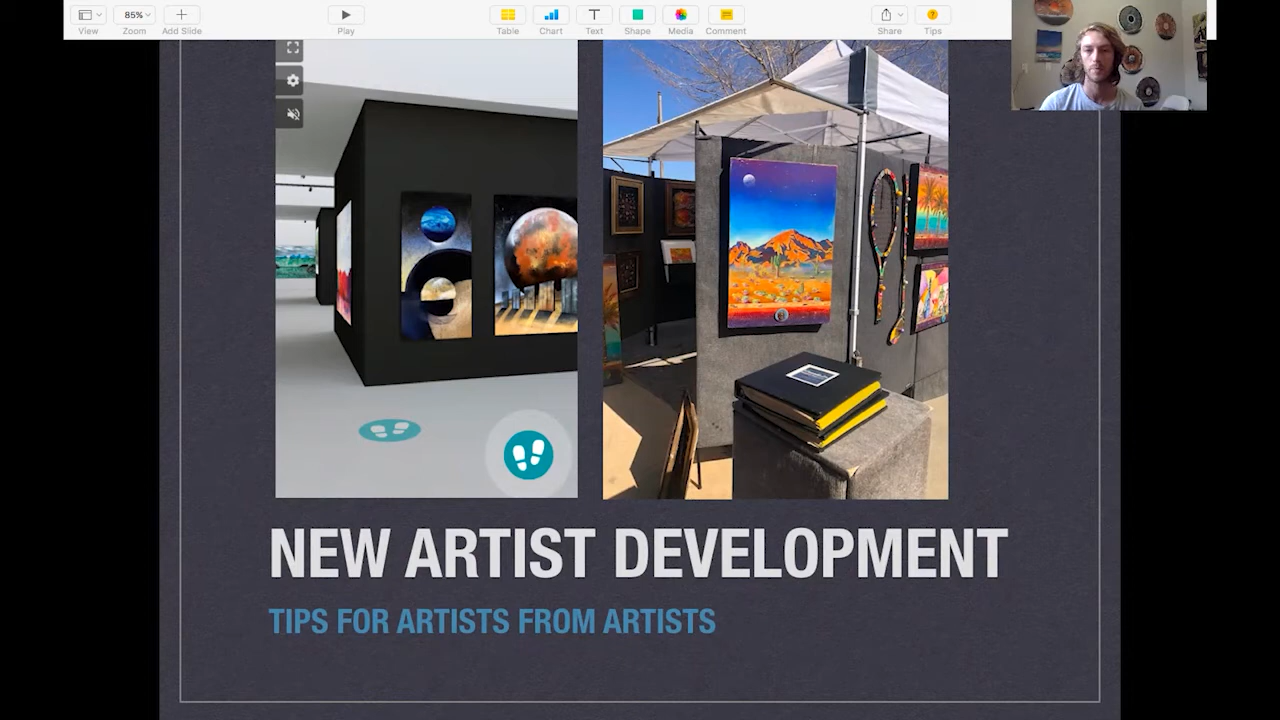 85%
View
Zoom
Add Slide
Play
Table
Chart
Text
Shape
Media
Comment
Share
Tips
NEW ARTIST DEVELOPMENT
TIPS FOR ARTISTS FROM ARTISTS